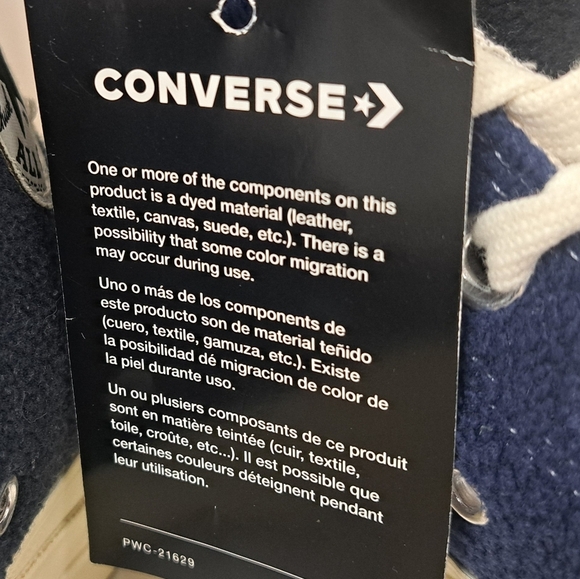 CONVERSE
One or more of the components on this
product is a dyed material (leather,
textile, canvas, suede, etc.). There is a
possibility that some color migration
may occur during use.
Uno o más de los componentes de
este producto son de material teñido
(cuero, textile, gamuza, etc.). Existe
la posibilidad dé migracion de color de
la piel durante uso.
Un ou plusiers composants de ce produit
sont en matière teintée (cuir, textile,
toile, croûte, etc...). Il est possible que
certaines couleurs déteignent pendant
leur utilisation.
PWC-21629